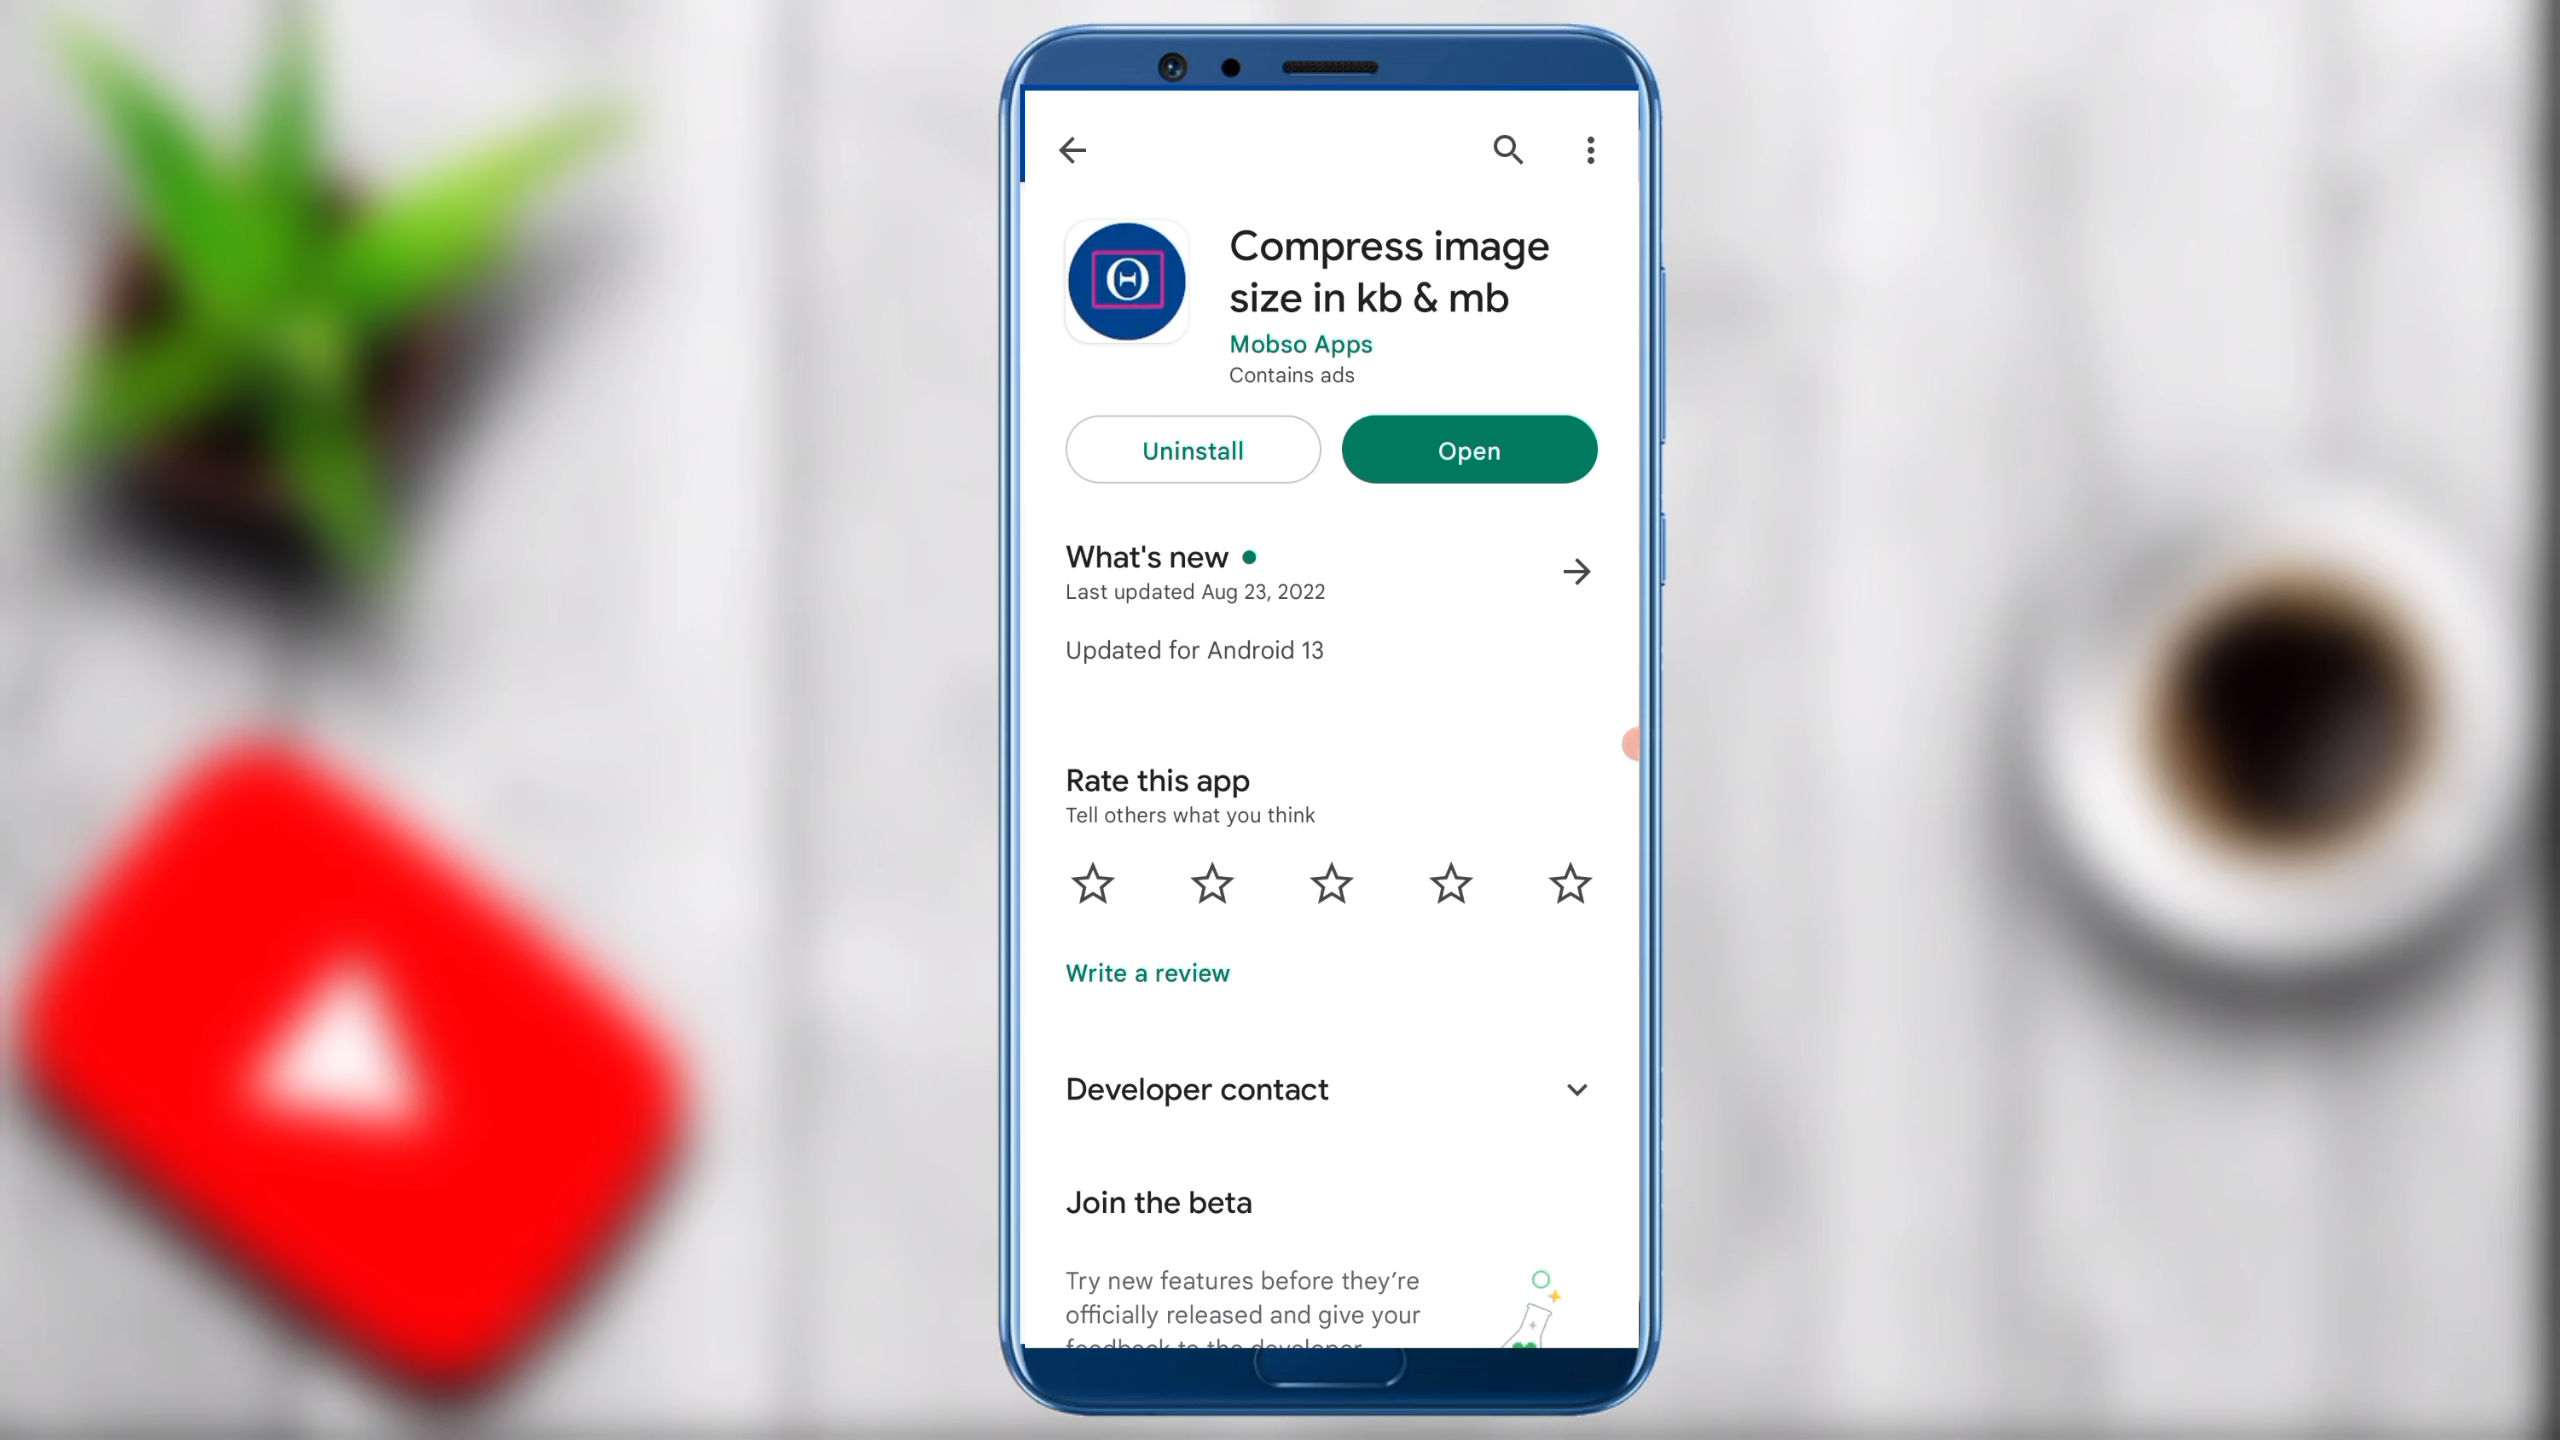 Compress image
size in kb & mb
Mobso Apps
Contains ads
Uninstall
Open
What's new
Last updated Aug 23, 2022
Updated for Android 13
Rate this app
Tell others what you think
Write a review
Developer contact
Join the beta
Try new features before they’re
officially released and give your
feedback to the developer